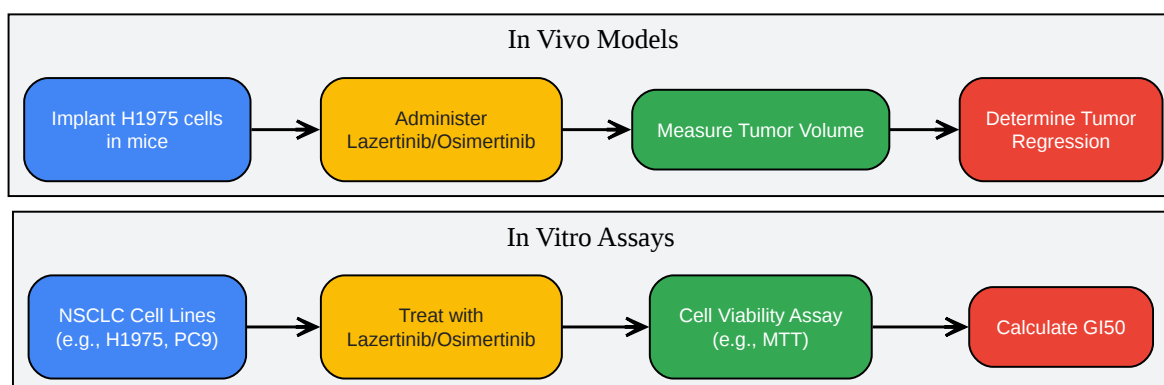 In Vivo Models
Implant H1975 cells
in mice
Administer
Lazertinib/Osimertinib
Measure Tumor Volume
Determine Tumor
Regression
In Vitro Assays
NSCLC Cell Lines
(e.g., H1975, PC9)
Treat with
Lazertinib/Osimertinib
Cell Viability Assay
(e.g., MTT)
Calculate GI50